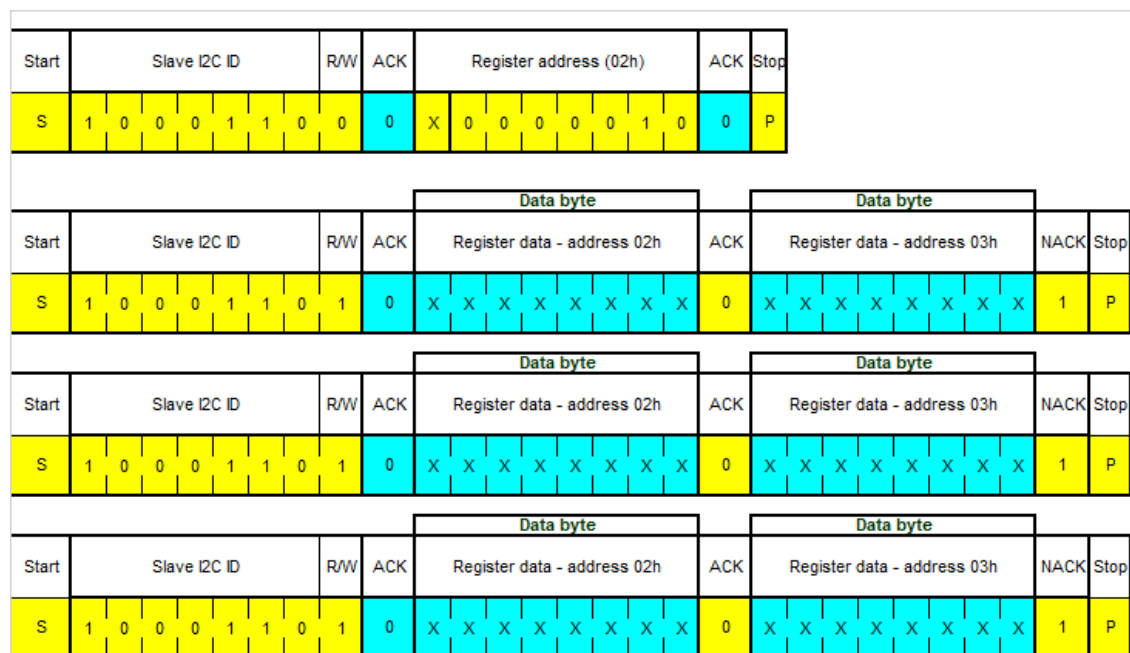 Start Slave I2C ID R/W ACK Register address (02h) ACK Stop
S 1 0 0 0 1 1 0 0 0 X 0 0 0 0 0 1 0 0 P
Data byte Data byte
Start Slave I2C ID R/W ACK Register data - address 02h ACK Register data - address 03h NACK Stop
S 1 0 0 0 1 1 0 1 0 X X X X X X X X 0 X X X X X X X X 1 P
Data byte Data byte
Start Slave I2C ID R/W ACK Register data - address 02h ACK Register data - address 03h NACK Stop
S 1 0 0 0 1 1 0 1 0 X X X X X X X X 0 X X X X X X X X 1 P
Data byte Data byte
Start Slave I2C ID R/W ACK Register data - address 02h ACK Register data - address 03h NACK Stop
S 1 0 0 0 1 1 0 1 0 X X X X X X X X 0 X X X X X X X X 1 P